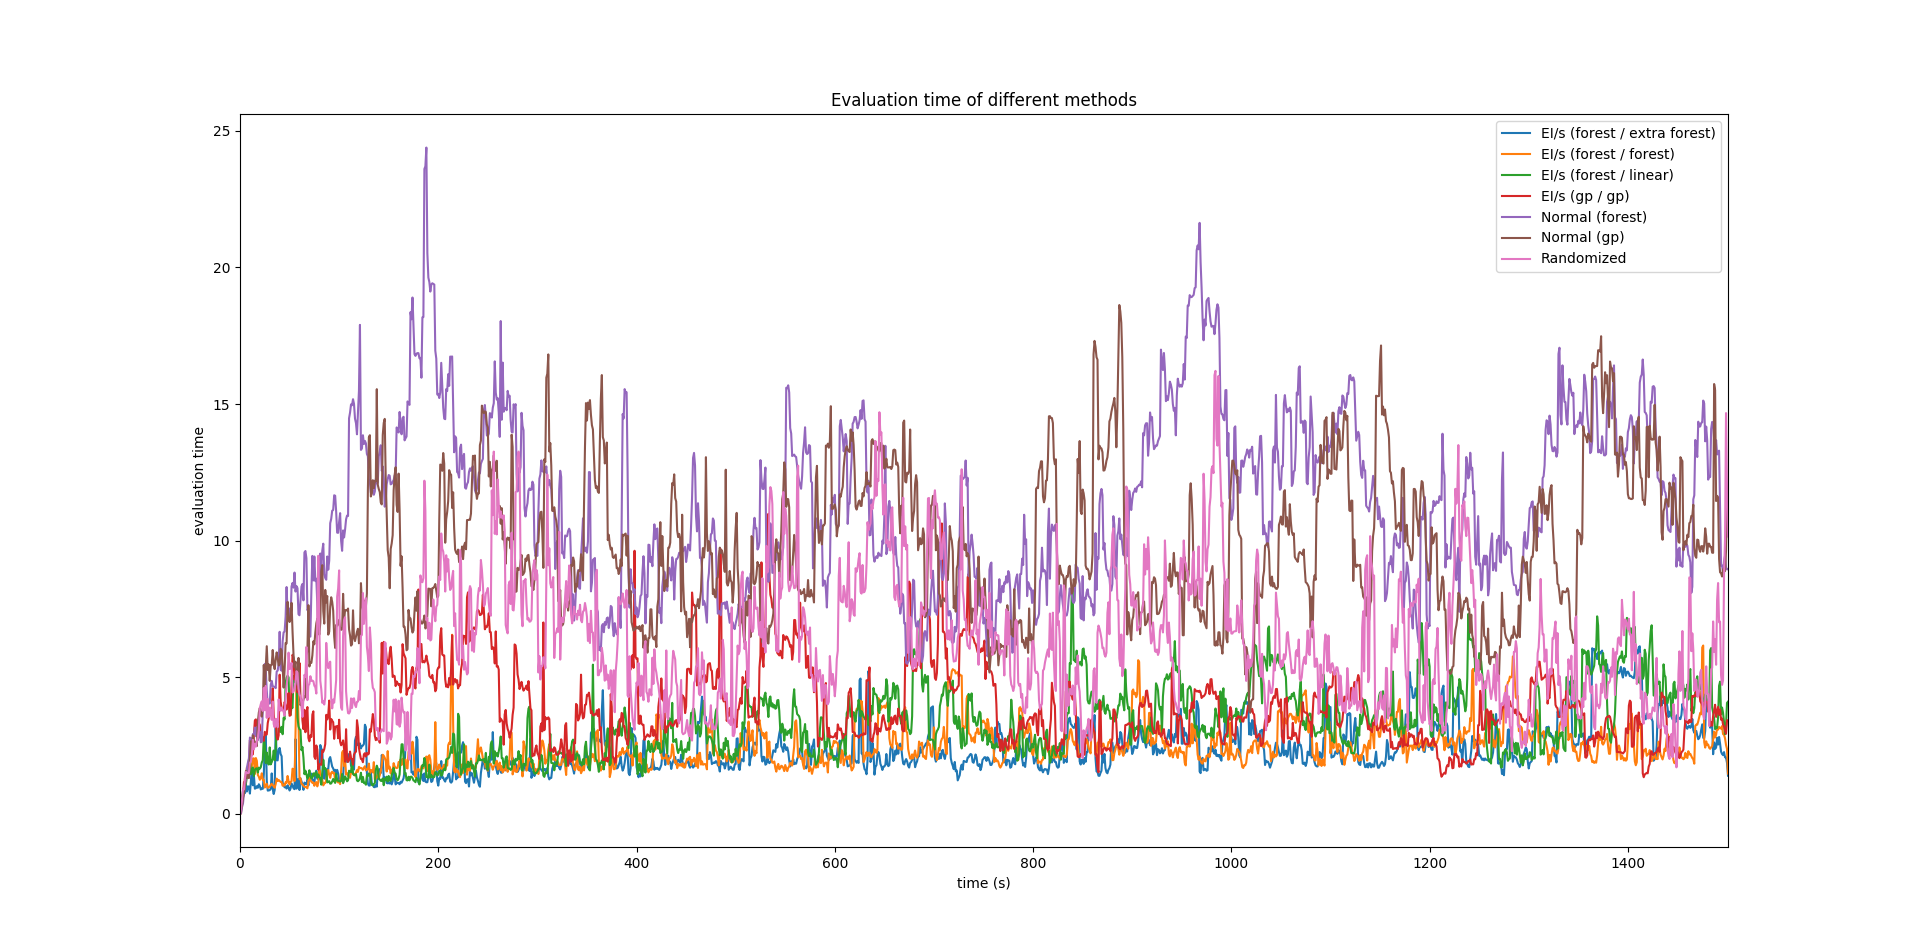 Evaluation time of different methods
25
20
15
10
5
0
evaluation time
0 200 400 600 800 1000 1200 1400
time (s)
EI/s (forest / extra forest)
EI/s (forest / forest)
EI/s (forest / linear)
EI/s (gp / gp)
Normal (forest)
Normal (gp)
Randomized